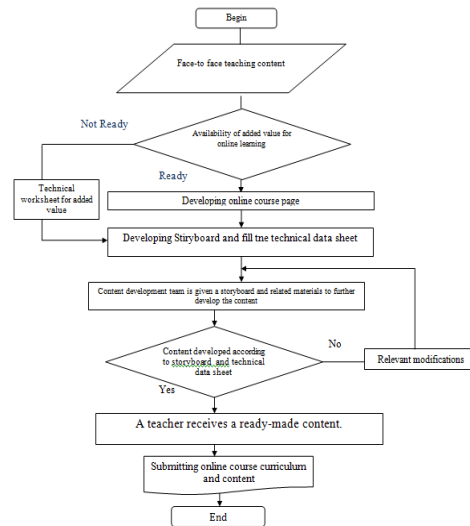 Begin
Face-to face teaching content
Availability of added value for
online learning
Not Ready
Ready
Technical
worksheet for added
value
Developing online course page
Developing Striyboard and fill tne technical data sheet
Content development team is given a storyboard and related materials to further
develop the content
Content developed according
to storyboard and technical
data sheet
No
Relevant modifications
Yes
A teacher receives a ready-made content.
Submitting online course curriculum
and content
End